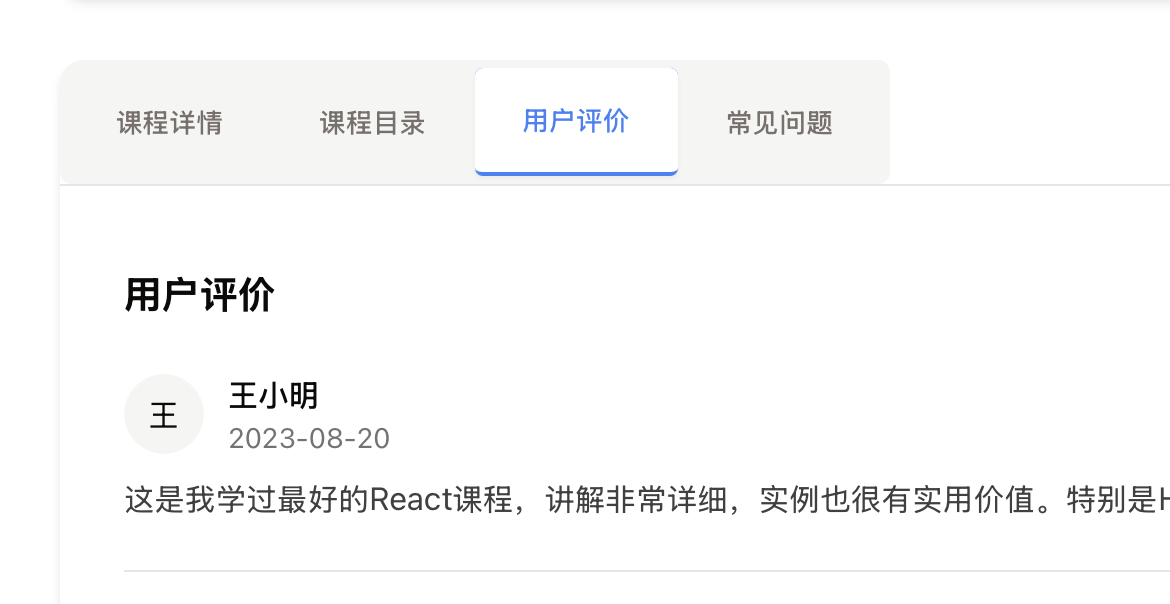 课程详情 课程目录 用户评价 常见问题
用户评价
王
王小明
2023-08-20
这是我学过最好的React课程，讲解非常详细，实例也很有实用价值。特别是H